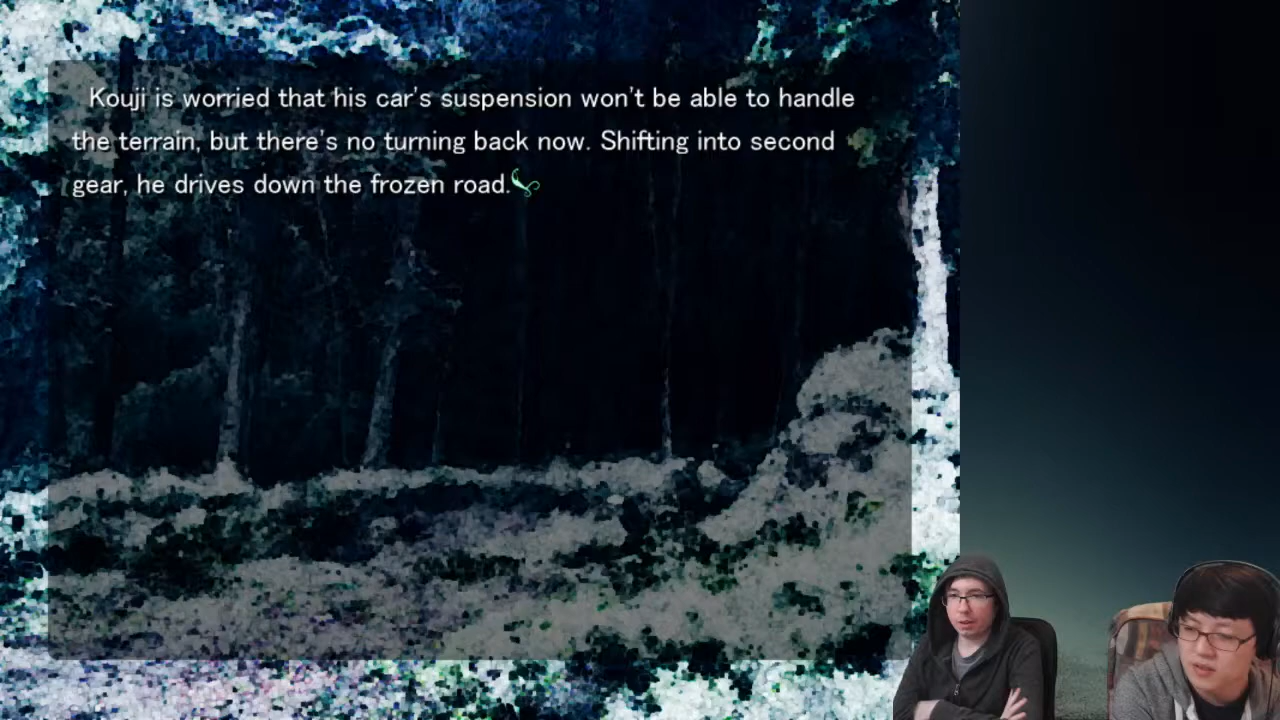 Kouji is worried that his car's suspension won't be able to handle
the terrain, but there's no turning back now. Shifting into second
gear, he drives down the frozen road.